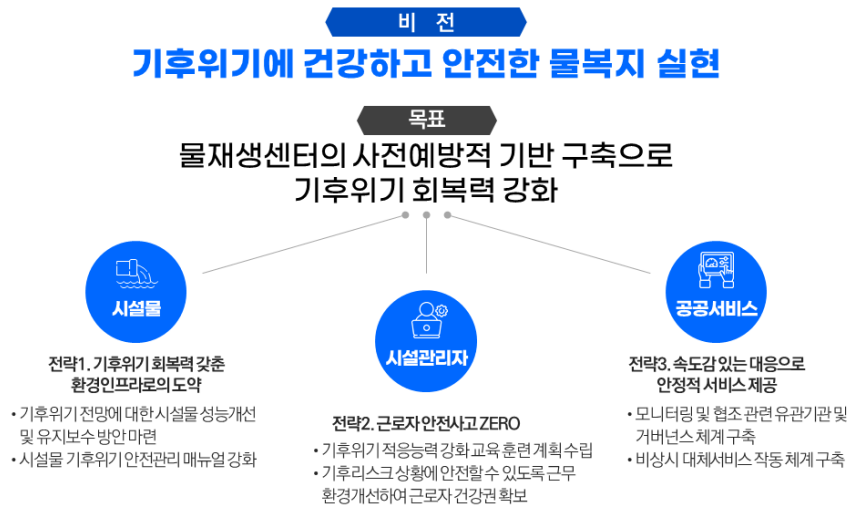 비 전
기후위기에 건강하고 안전한 물복지 실현
목표
물재생센터의 사전예방적 기반 구축으로
기후위기 회복력 강화
시설물
전략1. 기후위기 회복력 갖춘
환경인프라로의 도약
• 기후위기 전망에 대한 시설물 성능개선
및 유지보수 방안 마련
• 시설물 기후위기 안전관리 매뉴얼 강화
시설관리자
전략2. 근로자 안전사고 ZERO
• 기후위기 적응능력 강화 교육 훈련 계획 수립
• 기후리스크 상황에 안전할 수 있도록 근무
환경개선하여 근로자 건강권 확보
공공서비스
전략3. 속도감 있는 대응으로
안정적 서비스 제공
• 모니터링 및 협조 관련 유관기관 및
거버넌스 체계 구축
• 비상시 대체서비스 작동 체계 구축